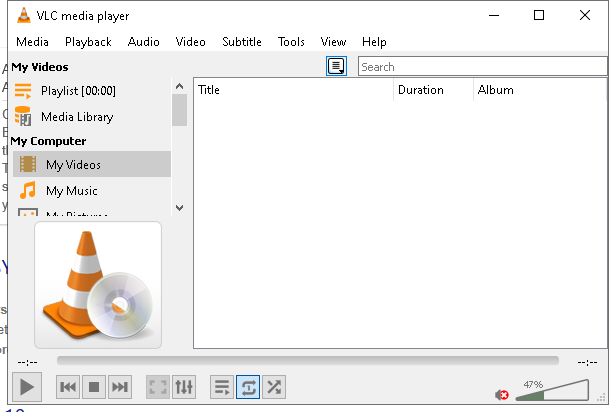 VLC media player
Media Playback Audio Video Subtitle Tools View Help
My Videos
Search
Playlist [00:00]
Media Library
My Computer
My Videos
My Music
My Pictures
Title Duration Album
--:-- --:--
47%